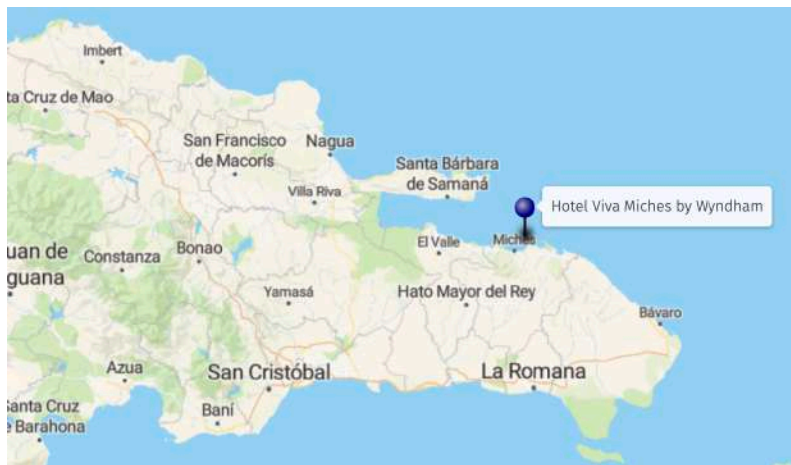 Imbert
ta Cruz de Mao
San Francisco
de Macorís
Nagua
Santa Bárbara
de Samaná
Villa Riva
Hotel Viva Miches by Wyndham
uan de
guana
Constanza
Bonao
El Valle
Miches
Yamasá
Hato Mayor del Rey
Bávaro
Azua
San Cristóbal
La Romana
Santa Cruz
e Barahona
Baní